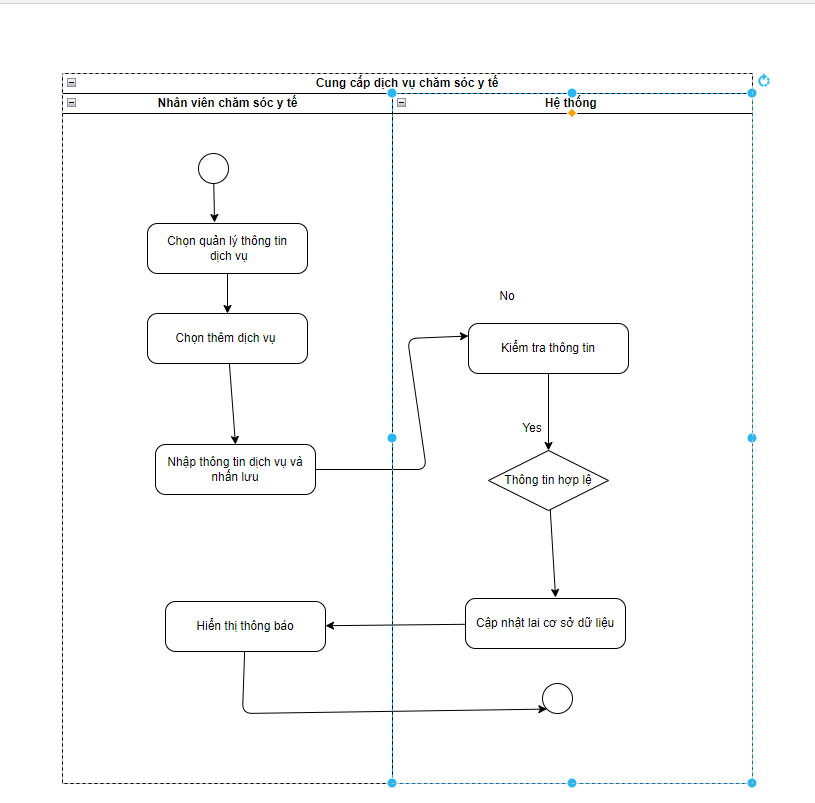 Cung cấp dịch vụ chăm sóc y tế
Nhân viên chăm sóc y tế
Hệ thống
Chọn quản lý thông tin
dịch vụ
Chọn thêm dịch vụ
Nhập thông tin dịch vụ và
nhấn lưu
No
Kiểm tra thông tin
Yes
Thông tin hợp lệ
Cập nhật lai cơ sở dữ liệu
Hiển thị thông báo